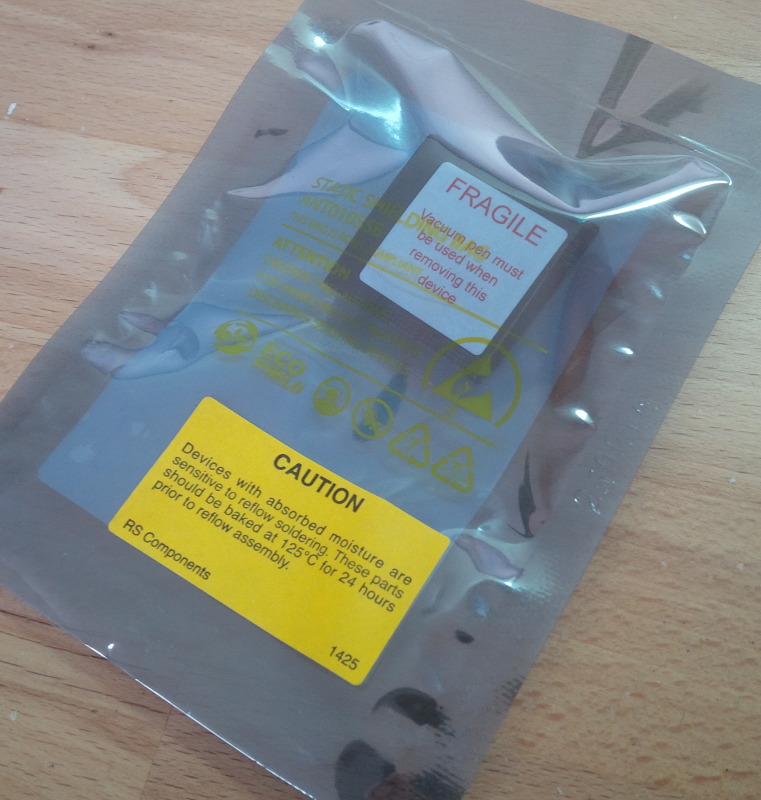 FRAGILE
Vacuum pen must
be used when
removing this
device
STATIC SHIELDING
ATTENTION
ECO
CAUTION
Devices with absorbed moisture are
sensitive to reflow soldering. These parts
should be baked at 125°C for 24 hours
prior to reflow assembly.
RS Components
1425